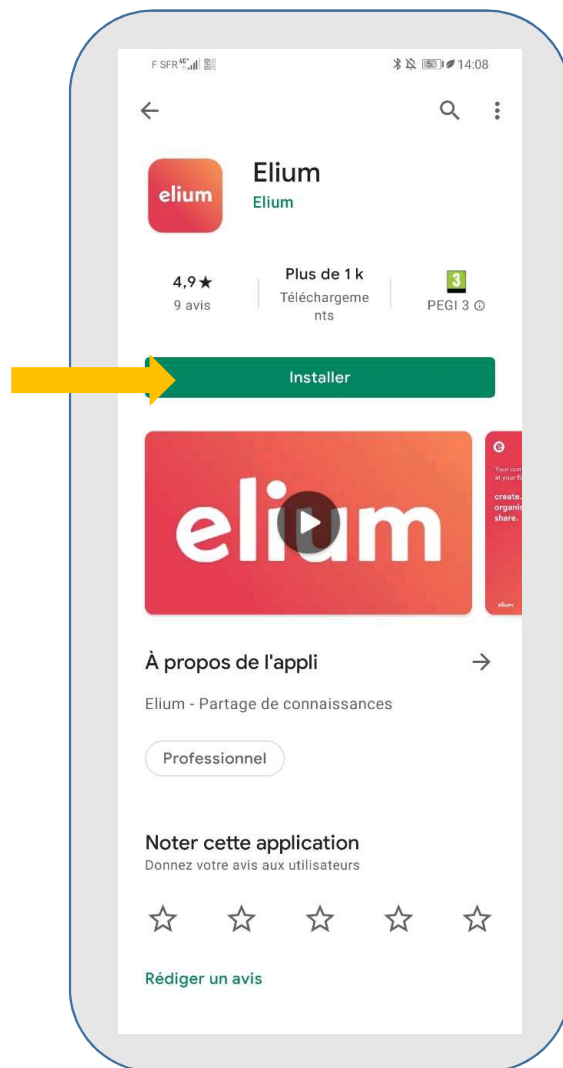 F SFR 14:08
elium
Elium
Elium
4,9★
9 avis
Plus de 1 k
Téléchargeme
nts
3
PEGI 3
Installer
elium
e
create.
share.
elium
À propos de l'appli
Elium - Partage de connaissances
Professionnel
Noter cette application
Donnez votre avis aux utilisateurs
Rédiger un avis